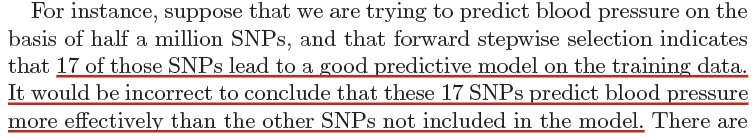 For instance, suppose that we are trying to predict blood pressure on the
basis of half a million SNPs, and that forward stepwise selection indicates
that 17 of those SNPs lead to a good predictive model on the training data.
It would be incorrect to conclude that these 17 SNPs predict blood pressure
more effectively than the other SNPs not included in the model. There are